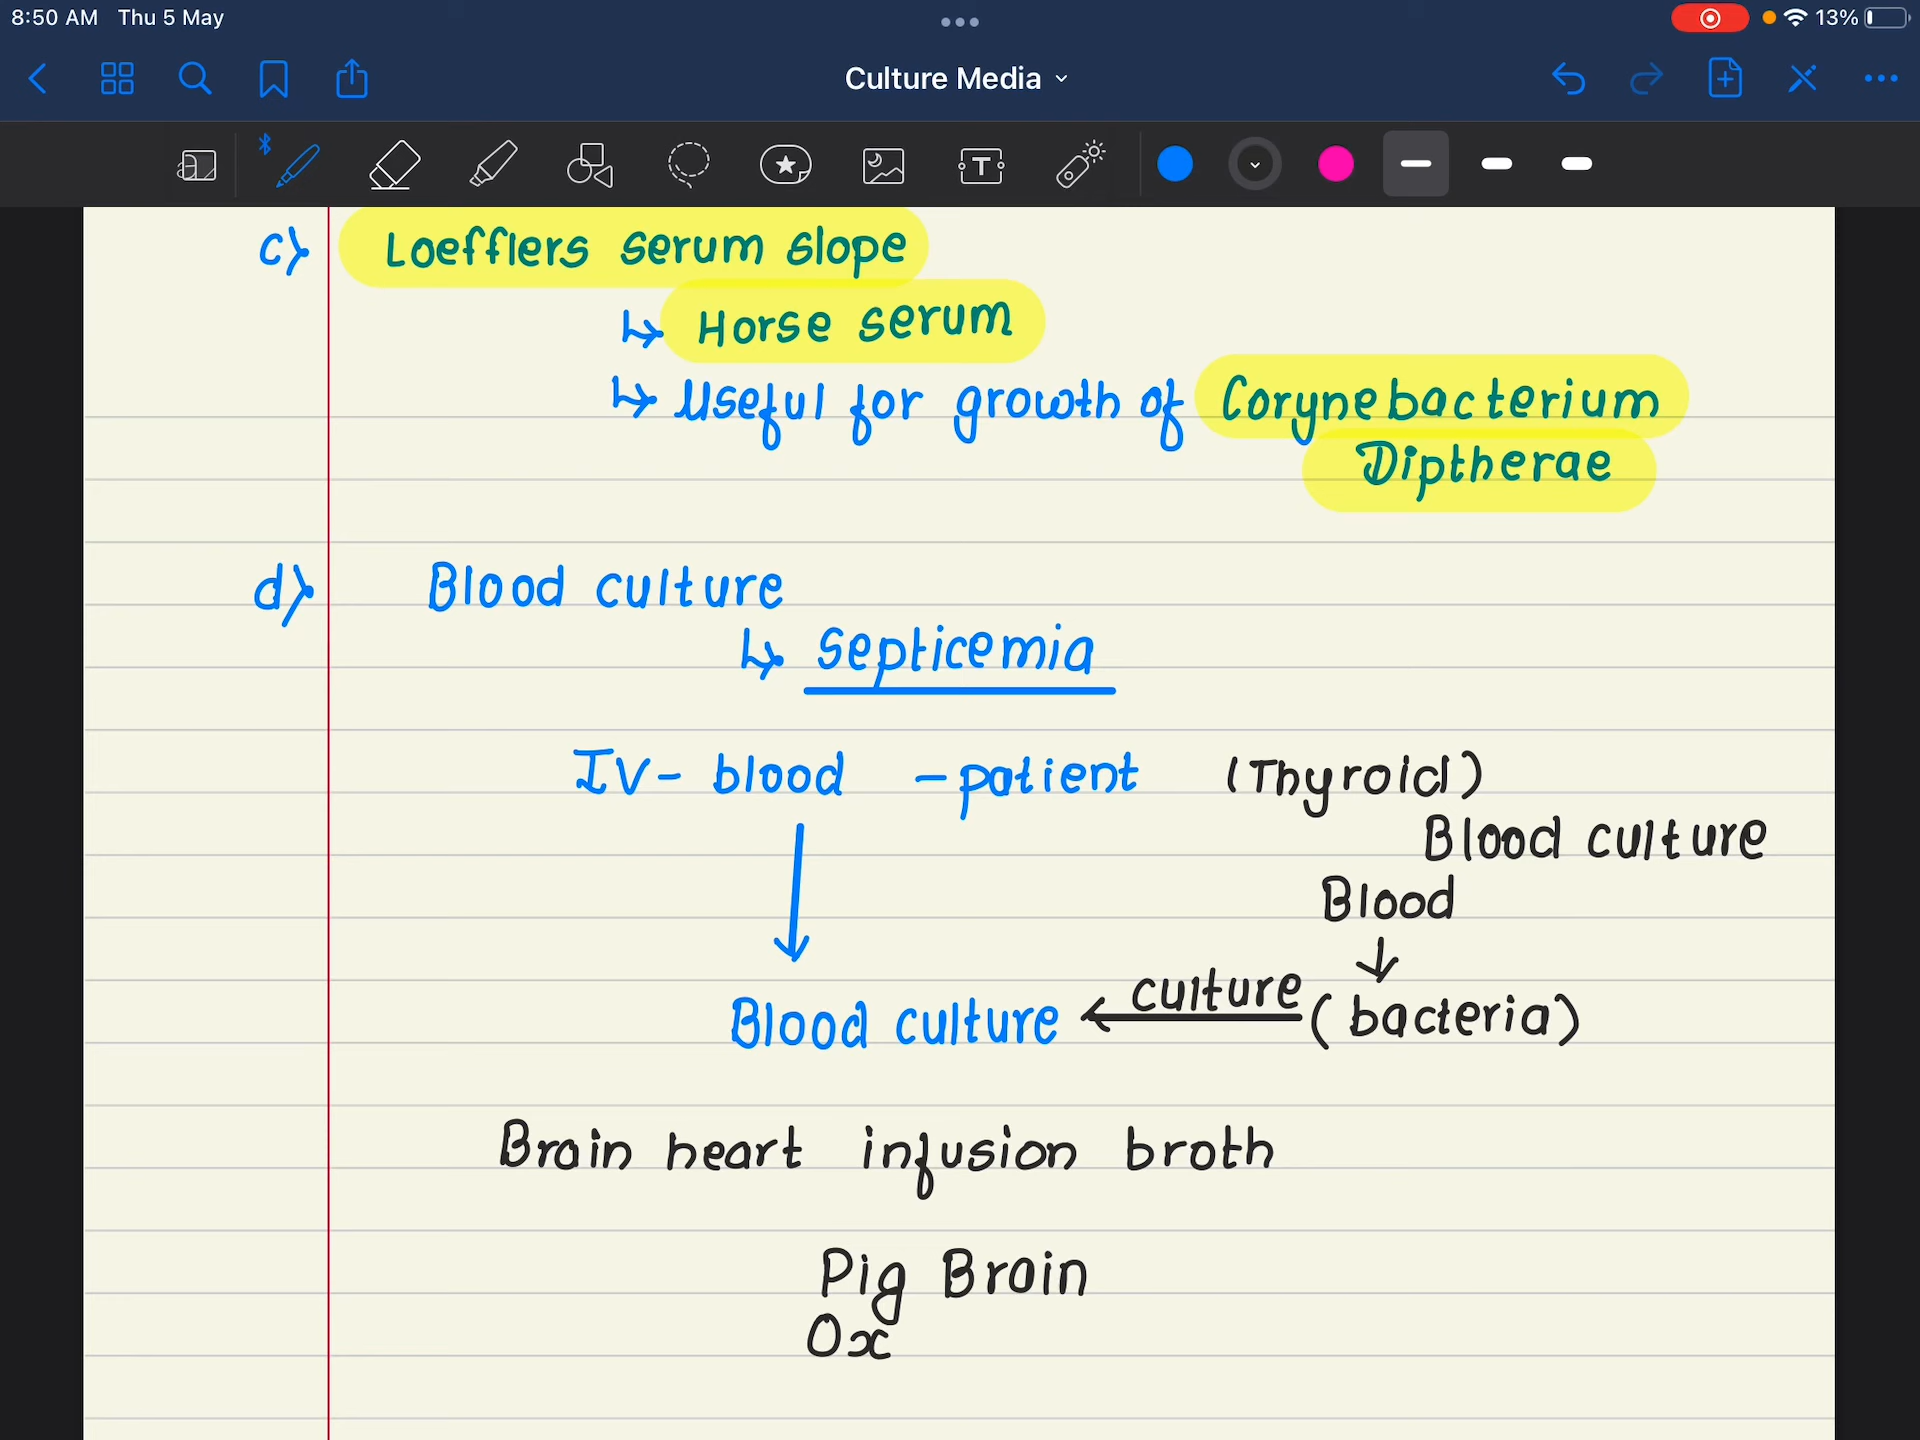 8:50 AM Thu 5 May
13%
Culture Media
T
c)
Loefflers serum slope
↳ Horse serum
↳ Useful for growth of Corynebacterium
Diptherae
d) Blood culture
↳ septicemia
IV- blood -patient (Thyroid)
Blood culture
Blood
↓
Blood culture ← culture (bacteria)
Brain heart infusion broth
Pig Brain
Ox